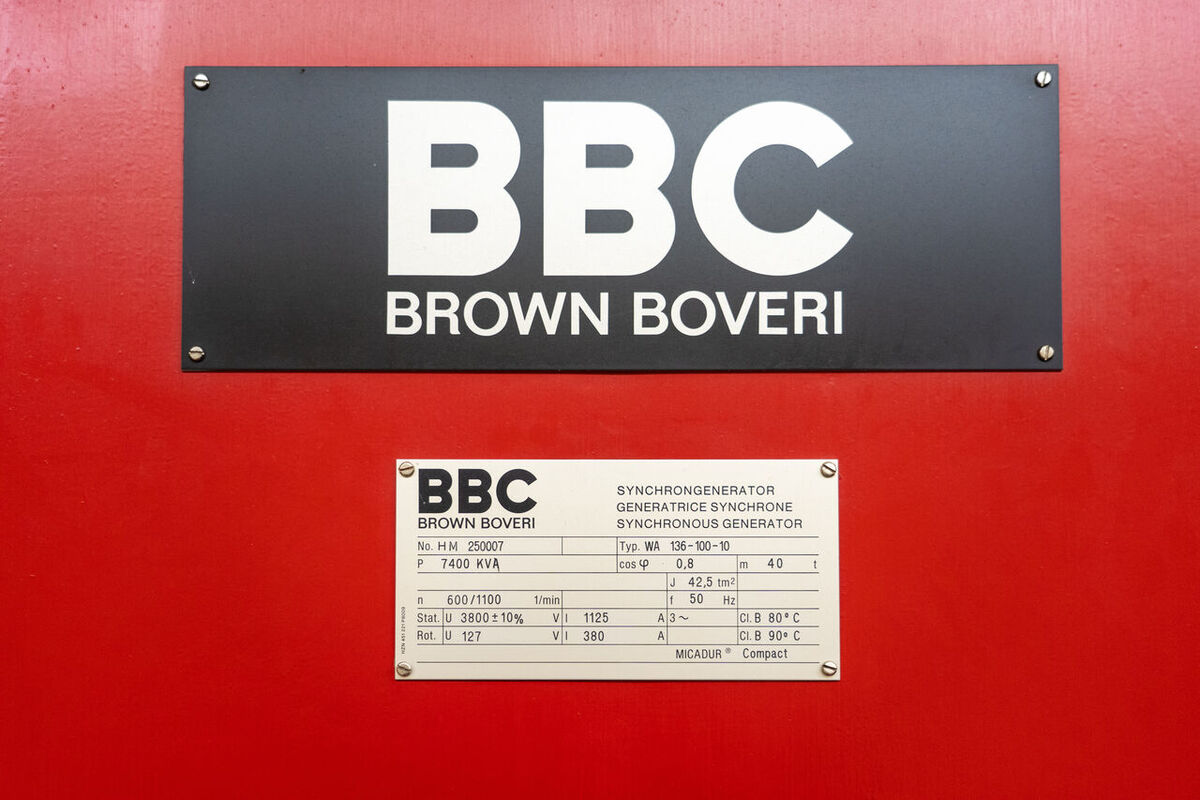 BBC
BROWN BOVERI
BBC
BROWN BOVERI
SYNCHRONGENERATOR
GENERATRICE SYNCHRONE
SYNCHRONOUS GENERATOR
No. HM 250007 Typ. WA 136-100-10
P 7400 KVA cos φ 0,8 m 40 t
J 42,5 tm²
n 600/1100 1/min f 50 Hz
Stat. U 3800 ± 10% V I 1125 A 3 ~ Cl. B 80° C
Rot. U 127 V I 380 A Cl. B 90° C
MICADUR® Compact